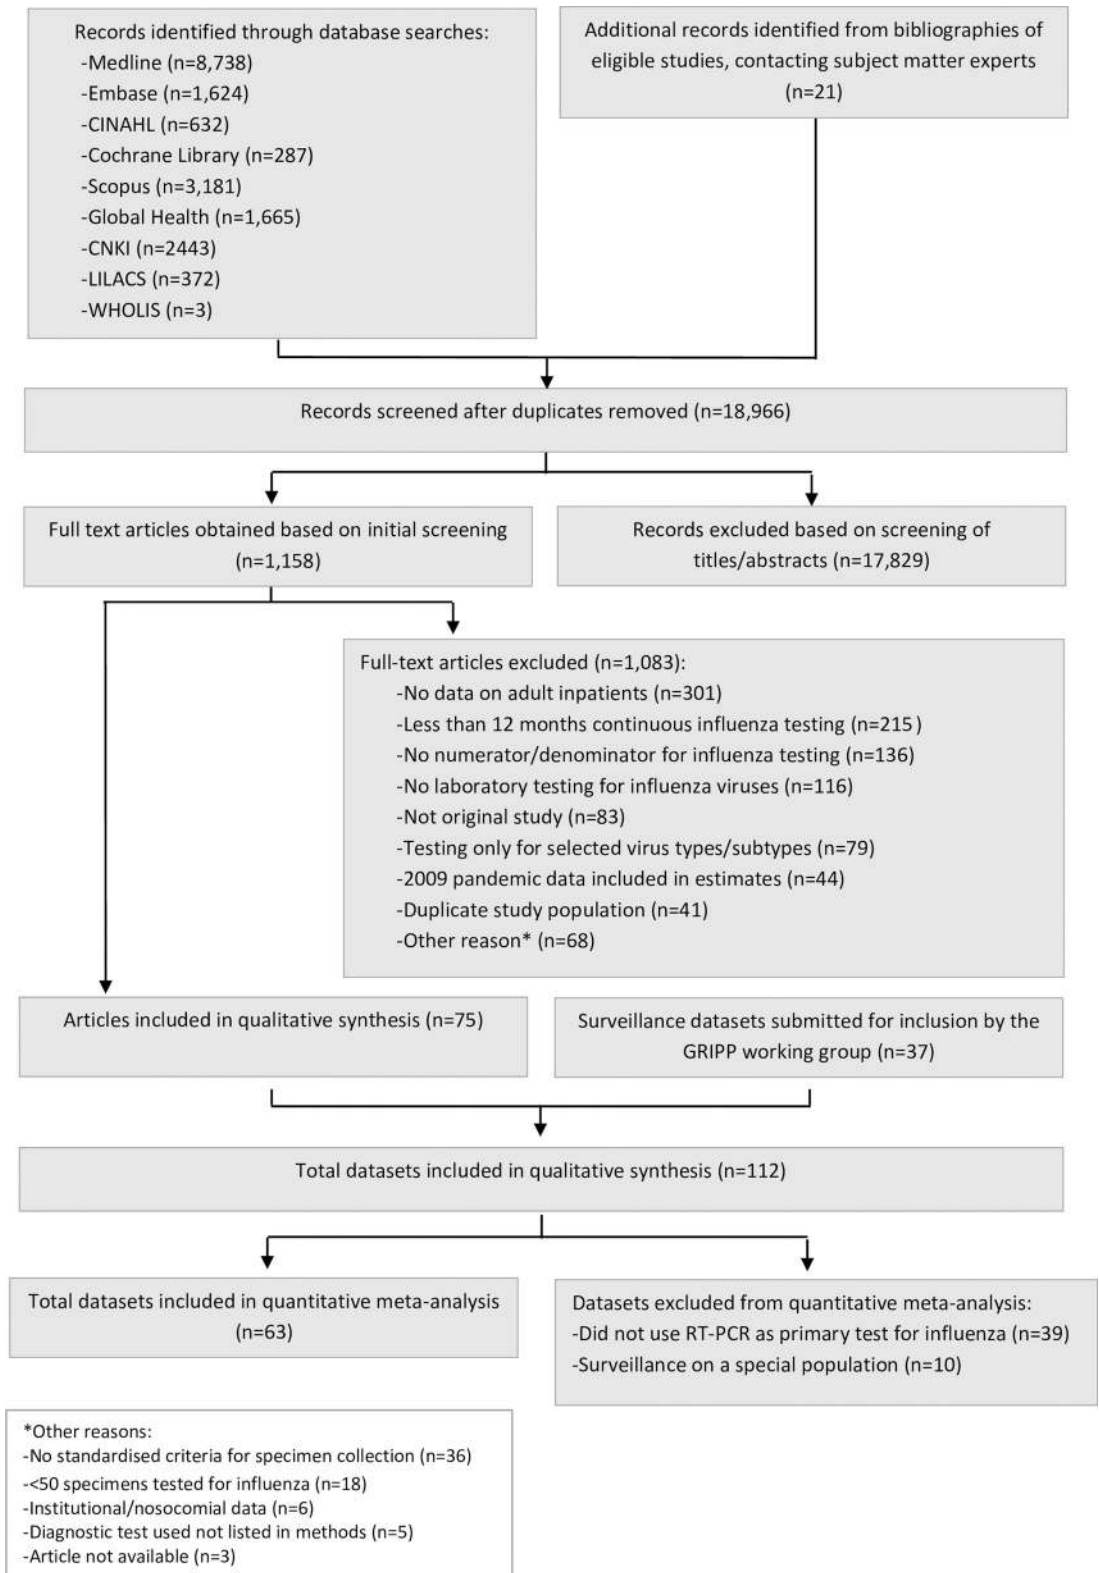 Records identified through database searches:
-Medline (n=8,738)
-Embase (n=1,624)
-CINAHL (n=632)
-Cochrane Library (n=287)
-Scopus (n=3,181)
-Global Health (n=1,665)
-CNKI (n=2443)
-LILACS (n=372)
-WHOLIS (n=3)
Additional records identified from bibliographies of
eligible studies, contacting subject matter experts
(n=21)
Records screened after duplicates removed (n=18,966)
Full text articles obtained based on initial screening
(n=1,158)
Records excluded based on screening of
titles/abstracts (n=17,829)
Full-text articles excluded (n=1,083):
-No data on adult inpatients (n=301)
-Less than 12 months continuous influenza testing (n=215)
-No numerator/denominator for influenza testing (n=136)
-No laboratory testing for influenza viruses (n=116)
-Not original study (n=83)
-Testing only for selected virus types/subtypes (n=79)
-2009 pandemic data included in estimates (n=44)
-Duplicate study population (n=41)
-Other reason* (n=68)
Articles included in qualitative synthesis (n=75)
Surveillance datasets submitted for inclusion by the
GRIPP working group (n=37)
Total datasets included in qualitative synthesis (n=112)
Total datasets included in quantitative meta-analysis
(n=63)
Datasets excluded from quantitative meta-analysis:
-Did not use RT-PCR as primary test for influenza (n=39)
-Surveillance on a special population (n=10)
*Other reasons:
-No standardised criteria for specimen collection (n=36)
-<50 specimens tested for influenza (n=18)
-Institutional/nosocomial data (n=6)
-Diagnostic test used not listed in methods (n=5)
-Article not available (n=3)